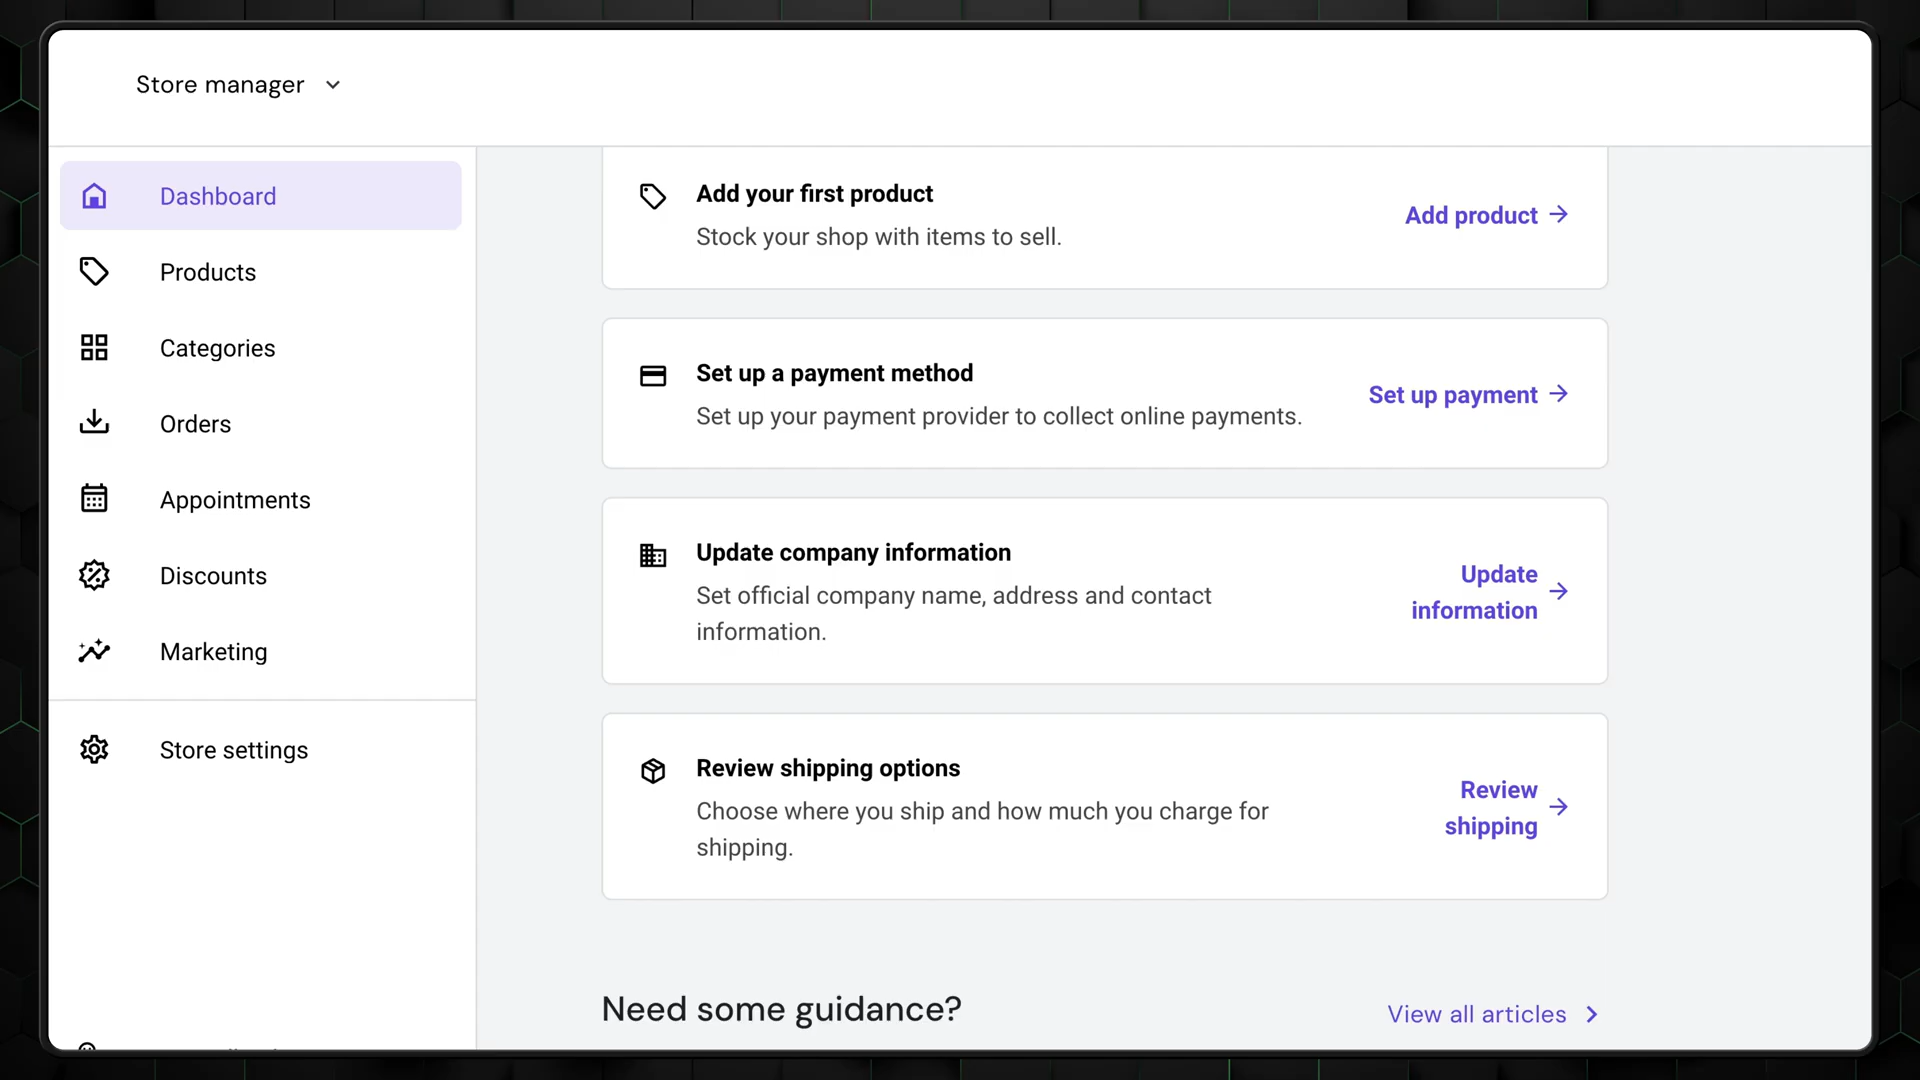 Store manager
Dashboard
Products
Categories
Orders
Appointments
Discounts
Marketing
Store settings
Add your first product
Stock your shop with items to sell.
Add product
Set up a payment method
Set up your payment provider to collect online payments.
Set up payment
Update company information
Set official company name, address and contact
information.
Update
information
Review shipping options
Choose where you ship and how much you charge for
shipping.
Review
shipping
Need some guidance?
View all articles